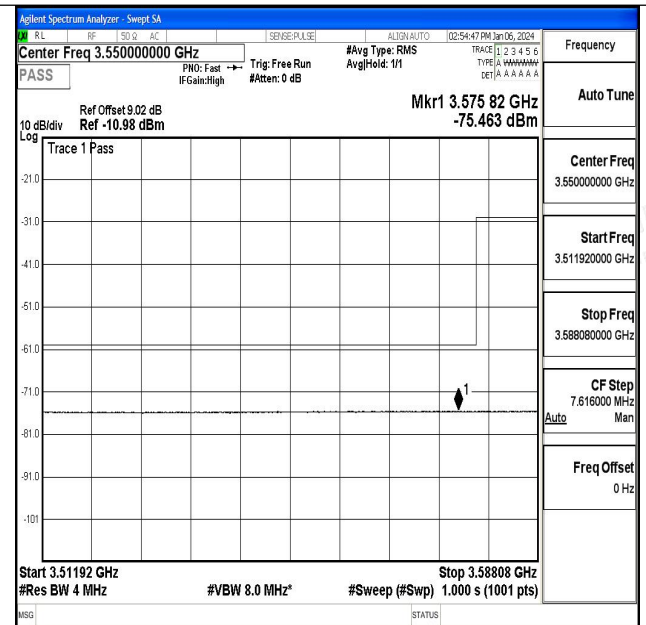 Agilent Spectrum Analyzer - Swept SA
LXI RL RF 50 Ω AC SENSE:PULSE ALIGN AUTO 02:54:47 PM Jan 06, 2024
Center Freq 3.550000000 GHz
PASS
PNO: Fast
IFGain:High
Trig: Free Run
#Atten: 0 dB
#Avg Type: RMS
Avg|Hold: 1/1
TRACE 1 2 3 4 5 6
TYPE A WWWWW
DET A A A A A A
Ref Offset 9.02 dB
10 dB/div Ref -10.98 dBm
Log
Mkr1 3.575 82 GHz
-75.463 dBm
Trace 1 Pass
-21.0
-31.0
-41.0
-51.0
-61.0
-71.0
-81.0
-91.0
-101
1
Start 3.51192 GHz Stop 3.58808 GHz
#Res BW 4 MHz #VBW 8.0 MHz* #Sweep (#Swp) 1.000 s (1001 pts)
MSG STATUS
Frequency
Auto Tune
Center Freq
3.550000000 GHz
Start Freq
3.511920000 GHz
Stop Freq
3.588080000 GHz
CF Step
7.616000 MHz
Auto Man
Freq Offset
0 Hz